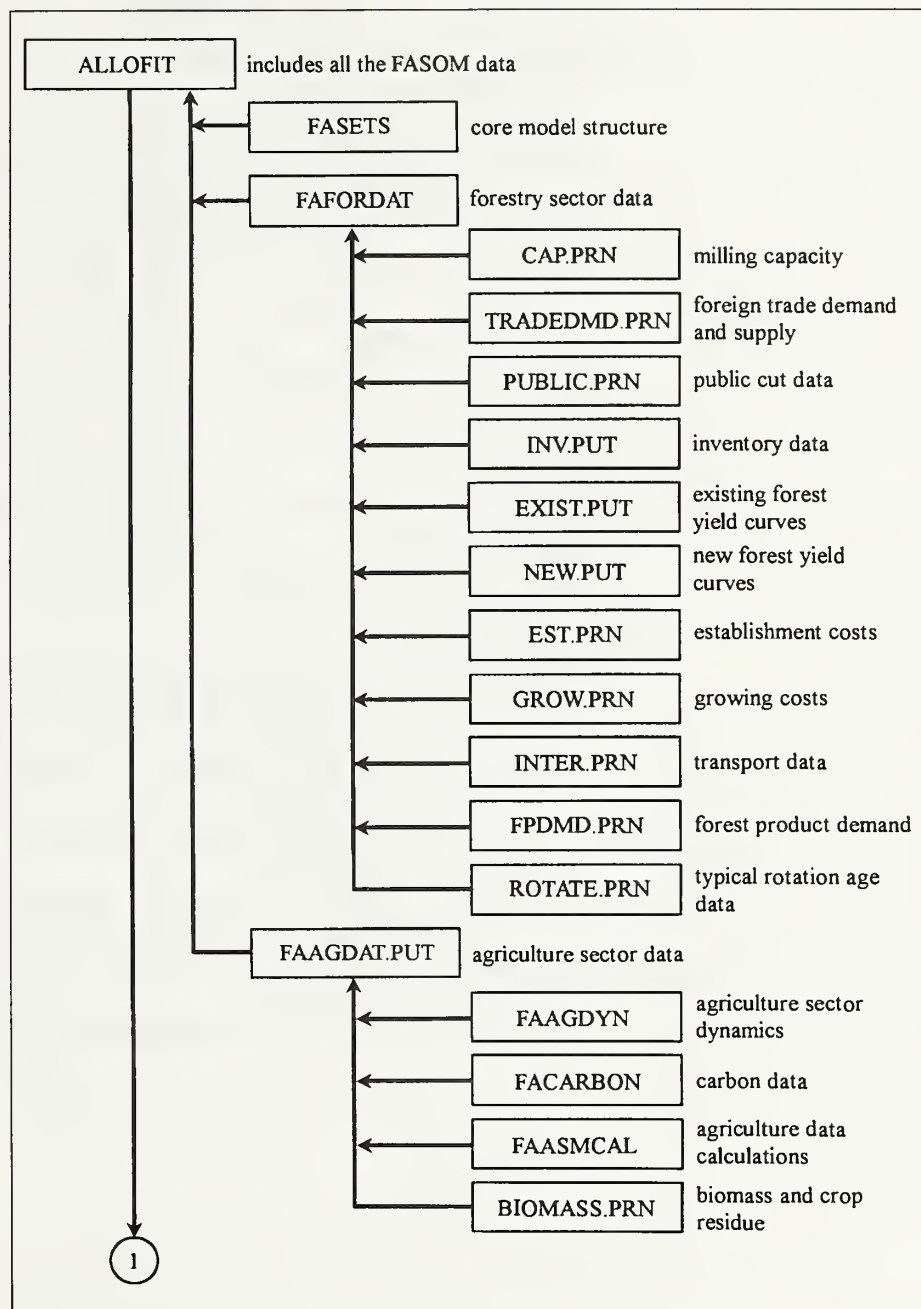 ALLOFIT includes all the FASOM data
FASETS core model structure
FAFORDAT forestry sector data
CAP.PRN milling capacity
TRADEDMD.PRN foreign trade demand
and supply
PUBLIC.PRN public cut data
INV.PUT inventory data
EXIST.PUT existing forest
yield curves
NEW.PUT new forest yield
curves
EST.PRN establishment costs
GROW.PRN growing costs
INTER.PRN transport data
FPDMD.PRN forest product demand
ROTATE.PRN typical rotation age
data
FAAGDAT.PUT agriculture sector data
FAAGDYN agriculture sector
dynamics
FACARBON carbon data
FAASMCAL agriculture data
calculations
BIOMASS.PRN biomass and crop
residue
1